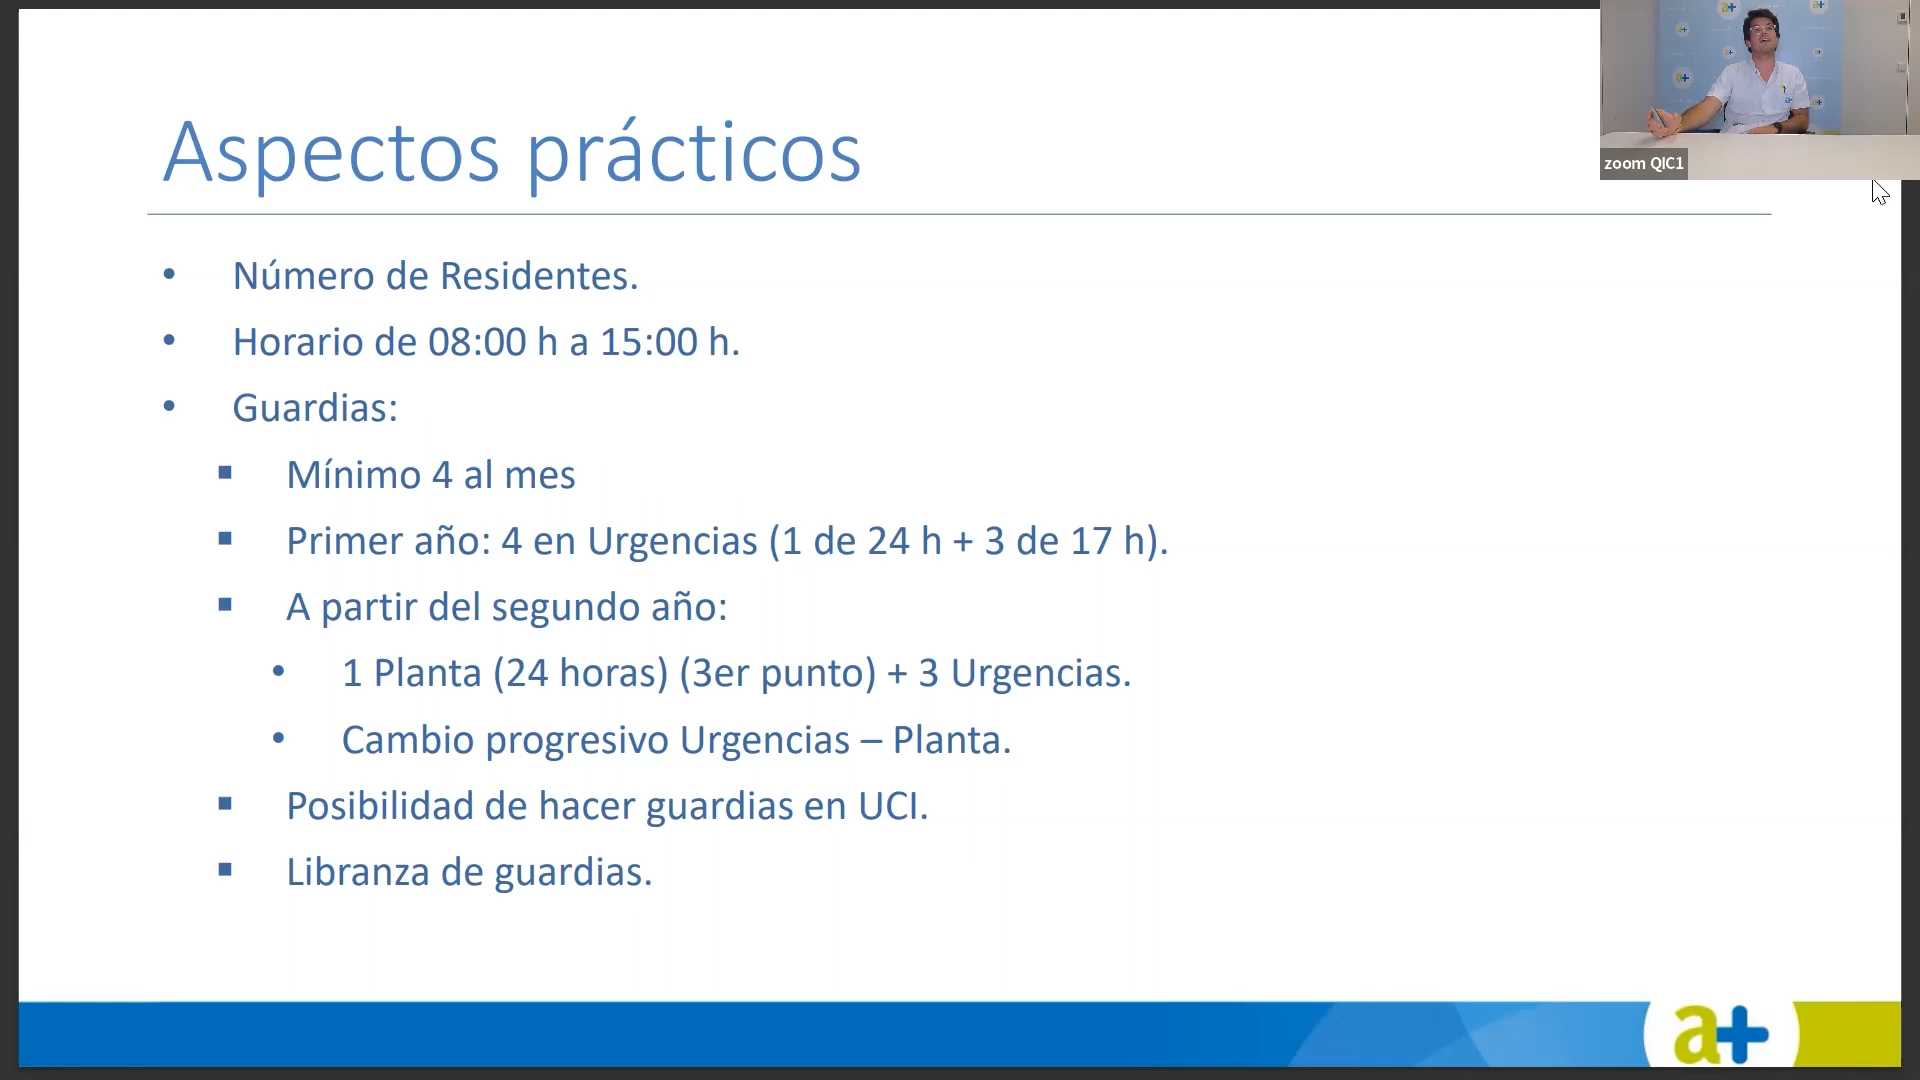 Aspectos prácticos
zoom QIC1
• Número de Residentes.
• Horario de 08:00 h a 15:00 h.
• Guardias:
▪ Mínimo 4 al mes
▪ Primer año: 4 en Urgencias (1 de 24 h + 3 de 17 h).
▪ A partir del segundo año:
• 1 Planta (24 horas) (3er punto) + 3 Urgencias.
• Cambio progresivo Urgencias – Planta.
▪ Posibilidad de hacer guardias en UCI.
▪ Libranza de guardias.
a+